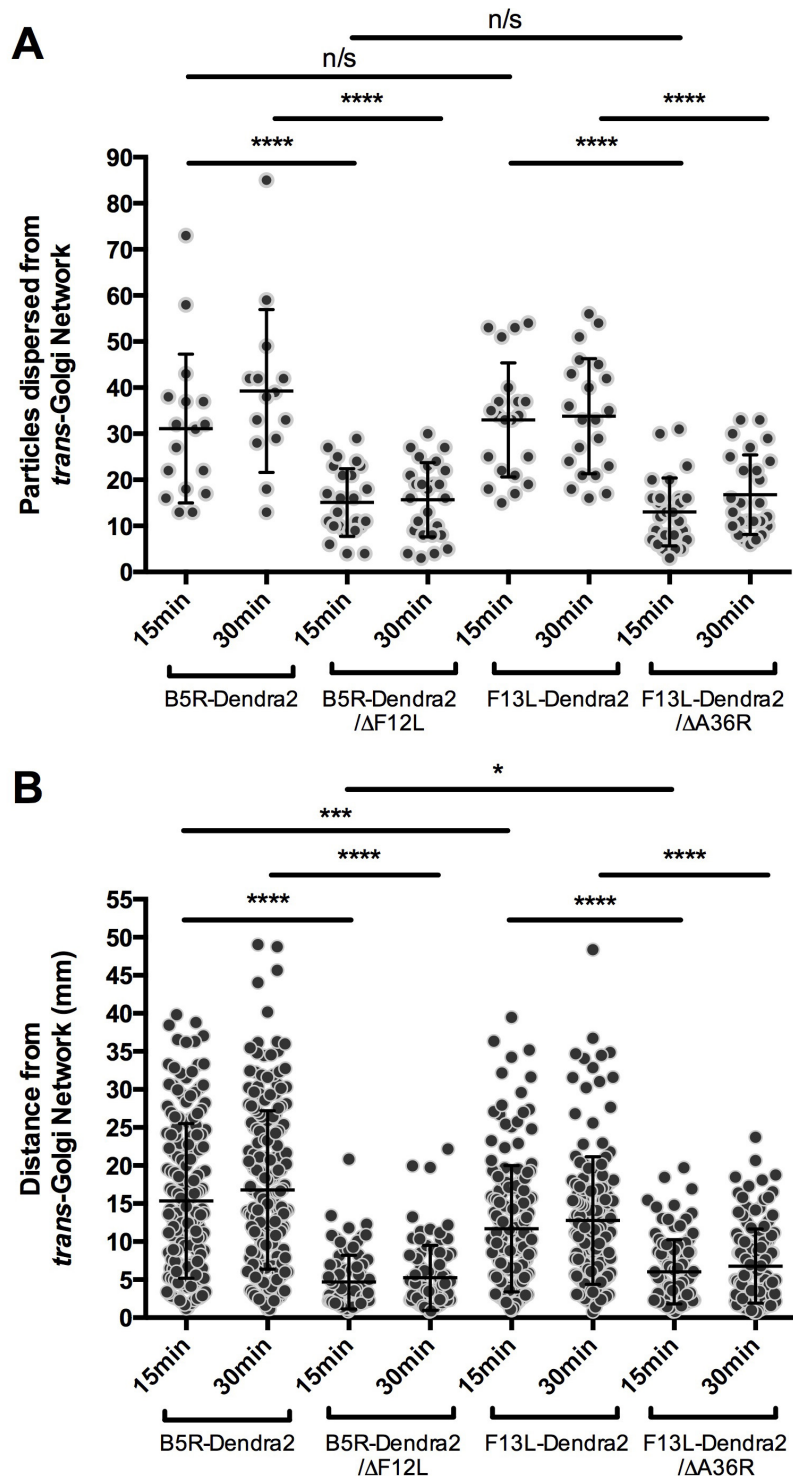 A
n/s
n/s
****
****
****
****
Particles dispersed from
trans-Golgi Network
90
80
70
60
50
40
30
20
10
0
15min
30min
15min
30min
15min
30min
15min
30min
B5R-Dendra2
B5R-Dendra2
/ΔF12L
F13L-Dendra2
F13L-Dendra2
/ΔA36R
B
*
***
****
****
****
****
Distance from
trans-Golgi Network (mm)
55
50
45
40
35
30
25
20
15
10
5
0
15min
30min
15min
30min
15min
30min
15min
30min
B5R-Dendra2
B5R-Dendra2
/ΔF12L
F13L-Dendra2
F13L-Dendra2
/ΔA36R